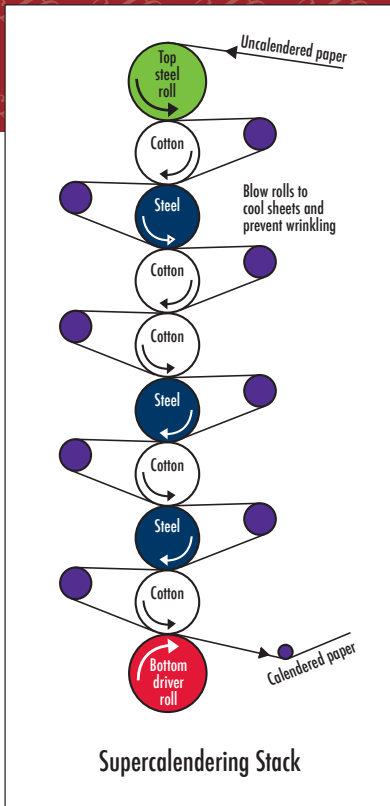 Uncalendered paper
Top
steel
roll
Cotton
Steel
Blow rolls to
cool sheets and
prevent wrinkling
Cotton
Cotton
Steel
Cotton
Steel
Cotton
Bottom
driver
roll
Calendered paper
Supercalendering Stack